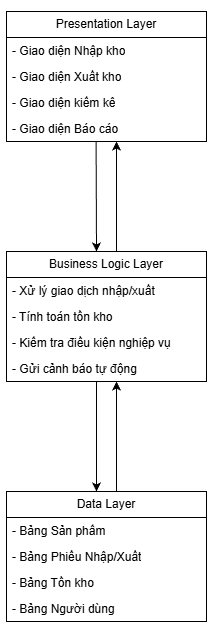 Presentation Layer
- Giao diện Nhập kho
- Giao diện Xuất kho
- Giao diện kiểm kê
- Giao diện Báo cáo
Business Logic Layer
- Xử lý giao dịch nhập/xuất
- Tính toán tồn kho
- Kiểm tra điều kiện nghiệp vụ
- Gửi cảnh báo tự động
Data Layer
- Bảng Sản phẩm
- Bảng Phiếu Nhập/Xuất
- Bảng Tồn kho
- Bảng Người dùng